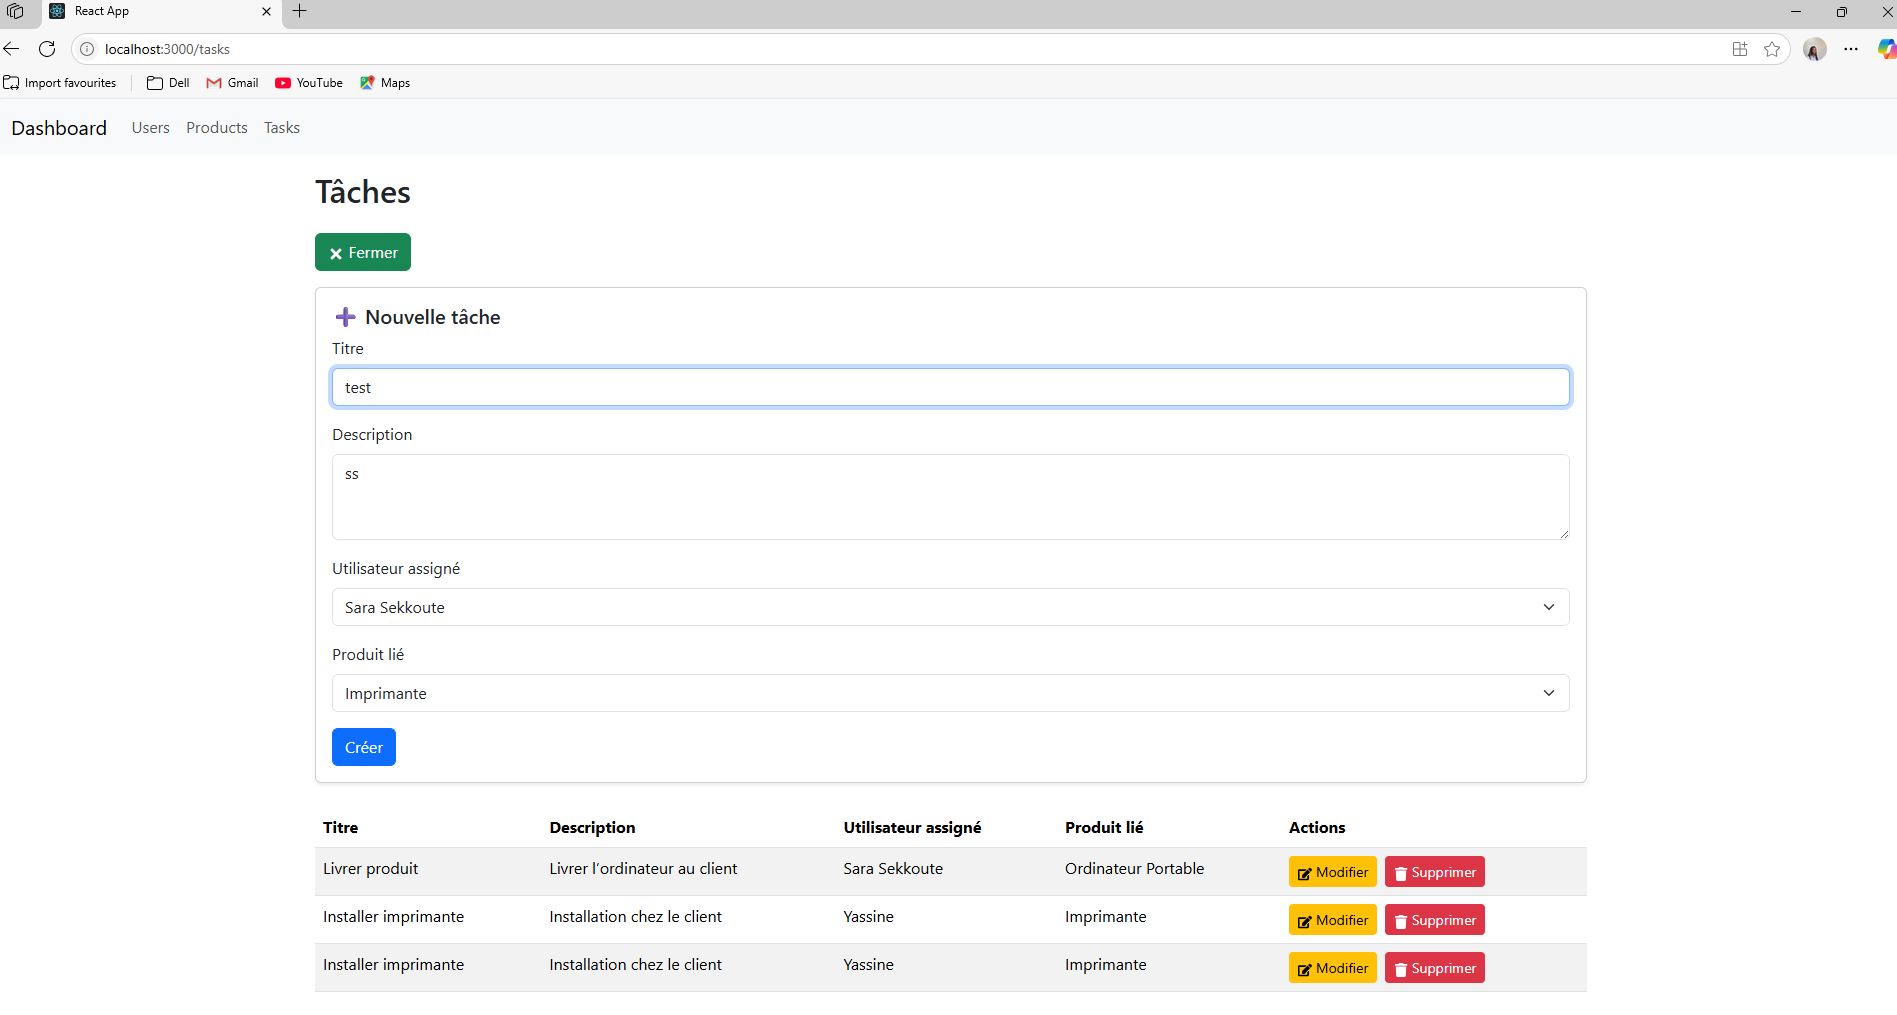 React App
localhost:3000/tasks
Import favourites Dell Gmail YouTube Maps
Dashboard Users Products Tasks
Tâches
Fermer
Nouvelle tâche
Titre
test
Description
ss
Utilisateur assigné
Sara Sekkoute
Produit lié
Imprimante
Créer
Titre Description Utilisateur assigné Produit lié Actions
Livrer produit Livrer l'ordinateur au client Sara Sekkoute Ordinateur Portable Modifier Supprimer
Installer imprimante Installation chez le client Yassine Imprimante Modifier Supprimer
Installer imprimante Installation chez le client Yassine Imprimante Modifier Supprimer